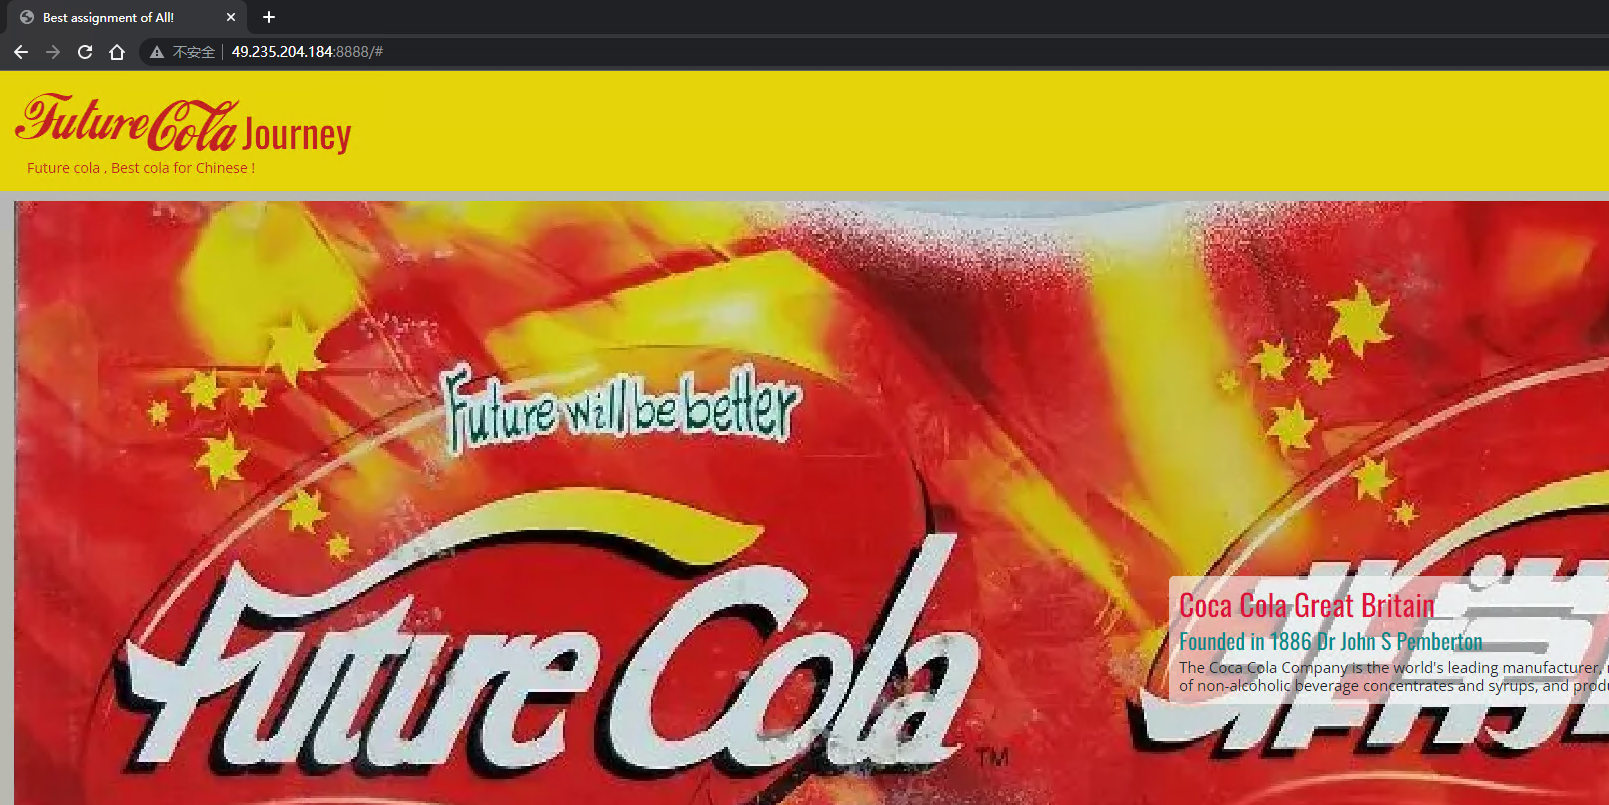 Best assignment of All!
不安全 49.235.204.184:8888/#
Future Cola Journey
Future cola . Best cola for Chinese !
Future will be better
Future Cola TM
非常
Coca Cola Great Britain
Founded in 1886 Dr John S Pemberton
The Coca Cola Company is the world's leading manufacturer,
of non-alcoholic beverage concentrates and syrups, and